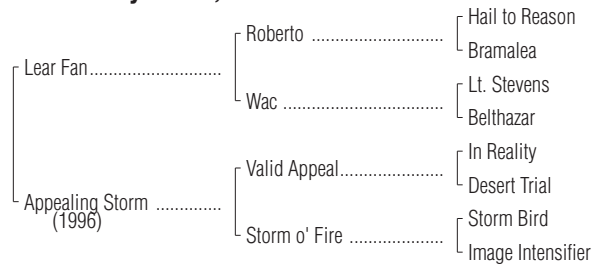 Hail to Reason
Roberto ........................................
Bramalea
Lear Fan................................
Lt. Stevens
Wac ................................................
Belthazar
In Reality
Valid Appeal...............................
Desert Trial
Appealing Storm ................
(1996)
Storm Bird
Storm o' Fire ............................
Image Intensifier